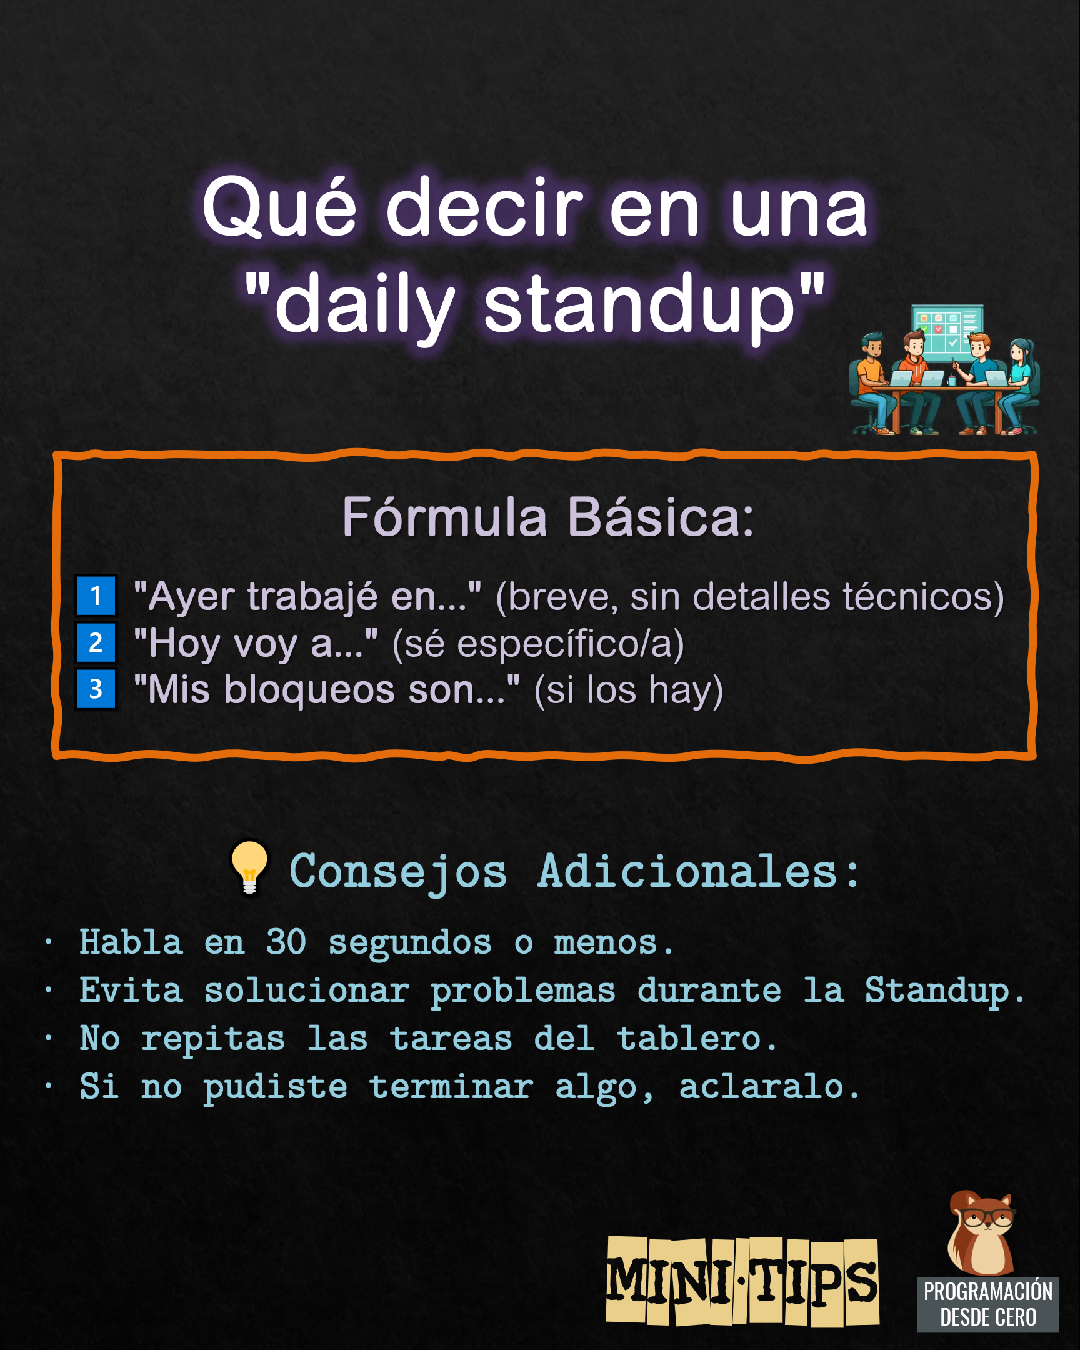 Qué decir en una
"daily standup"
Fórmula Básica:
1 "Ayer trabajé en..." (breve, sin detalles técnicos)
2 "Hoy voy a..." (sé específico/a)
3 "Mis bloqueos son..." (si los hay)
Consejos Adicionales:
· Habla en 30 segundos o menos.
· Evita solucionar problemas durante la Standup.
· No repitas las tareas del tablero.
· Si no pudiste terminar algo, aclaralo.
MINI·TIPS
PROGRAMACIÓN
DESDE CERO